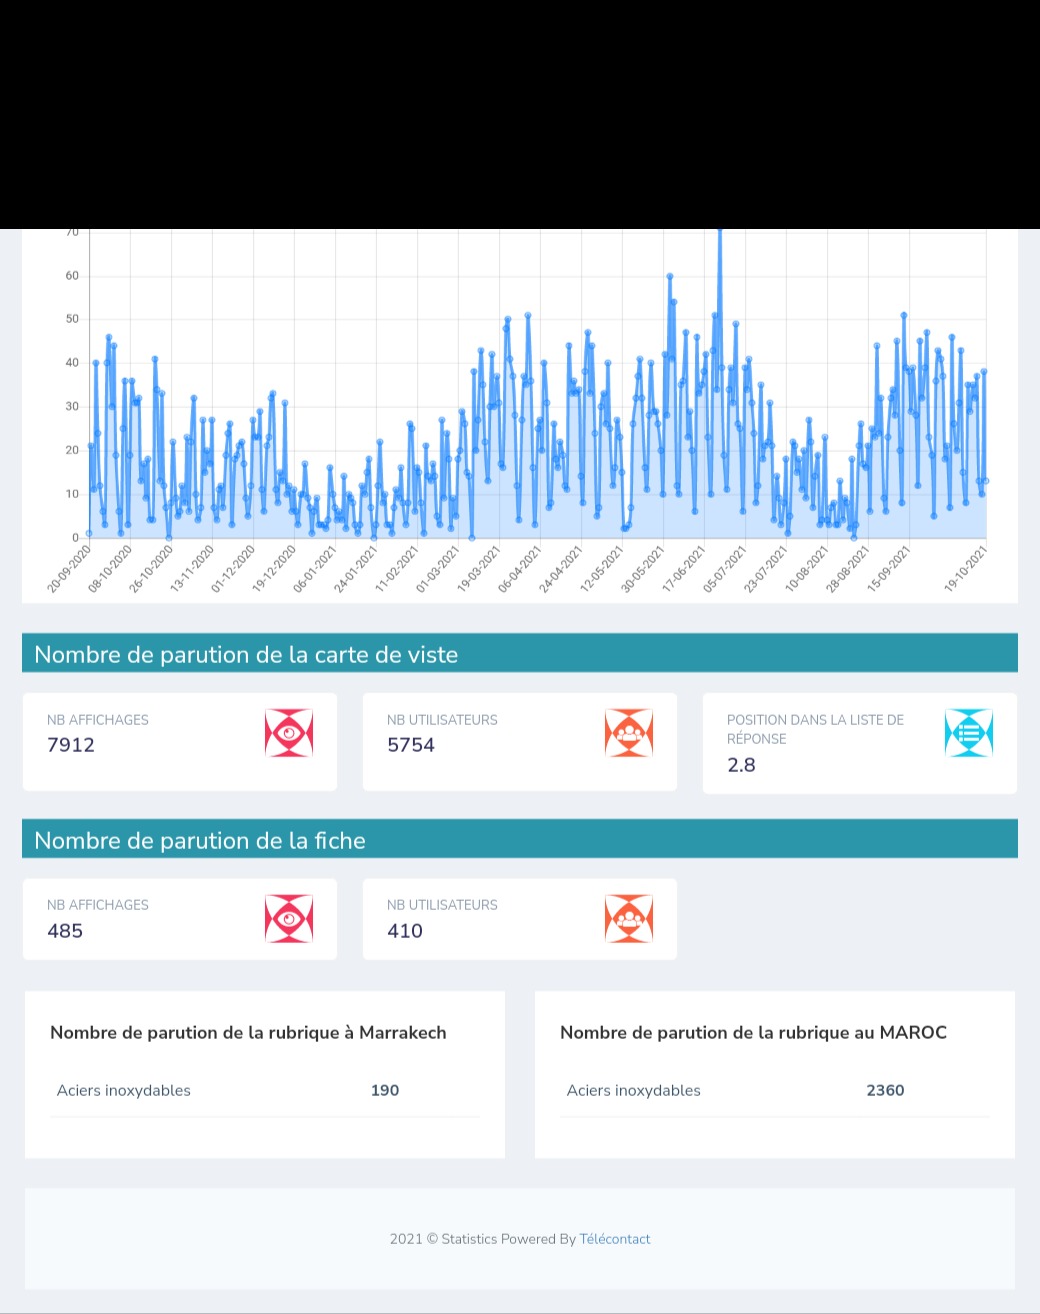 70
60
50
40
30
20
10
0
20-09-2020 08-10-2020 26-10-2020 13-11-2020 01-12-2020 19-12-2020 06-01-2021 24-01-2021 11-02-2021 01-03-2021 19-03-2021 06-04-2021 24-04-2021 12-05-2021 30-05-2021 17-06-2021 05-07-2021 23-07-2021 10-08-2021 28-08-2021 15-09-2021 19-10-2021
Nombre de parution de la carte de viste
NB AFFICHAGES
7912
NB UTILISATEURS
5754
POSITION DANS LA LISTE DE
RÉPONSE
2.8
Nombre de parution de la fiche
NB AFFICHAGES
485
NB UTILISATEURS
410
Nombre de parution de la rubrique à Marrakech
Aciers inoxydables 190
Nombre de parution de la rubrique au MAROC
Aciers inoxydables 2360
2021 © Statistics Powered By Télécontact